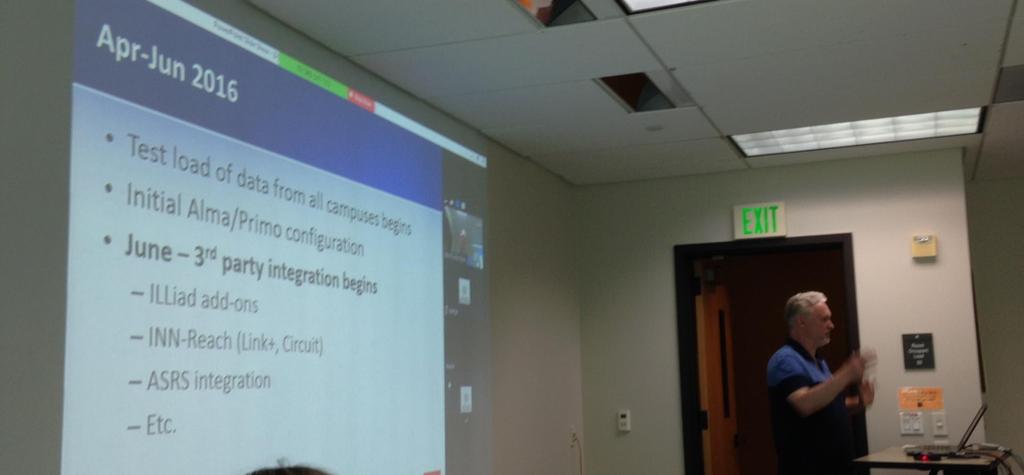 Apr-Jun 2016
• Test load of data from all campuses begins
• Initial Alma/Primo configuration
• June – 3rd party integration begins
– ILLiad add-ons
– INN-Reach (Link+, Circuit)
– ASRS integration
– Etc.
EXIT